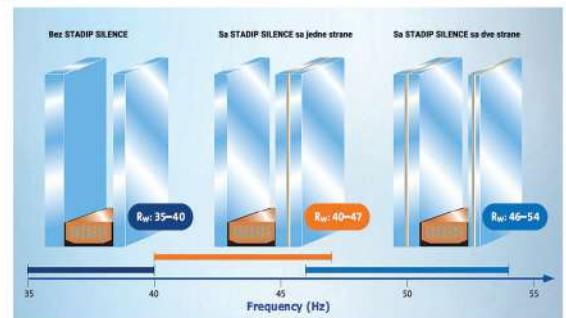 Bez STADIP SILENCE
Sa STADIP SILENCE sa jedne strane
Sa STADIP SILENCE sa dve strane
Rw: 35–40
Rw: 40–47
Rw: 46–54
35
40
45
50
55
Frequency (Hz)